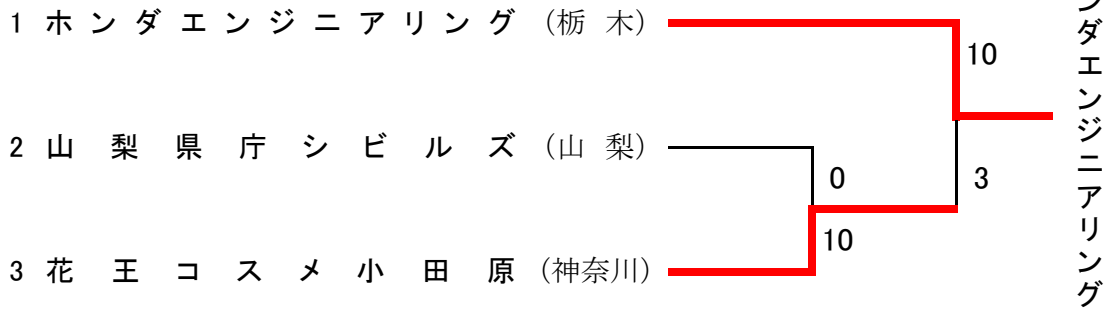 1 ホンダエンジニアリング (栃木)
10
2 山梨県庁シビルズ (山梨)
0
3
10
3 花王コスメ小田原 (神奈川)
ンダエンジニアリング